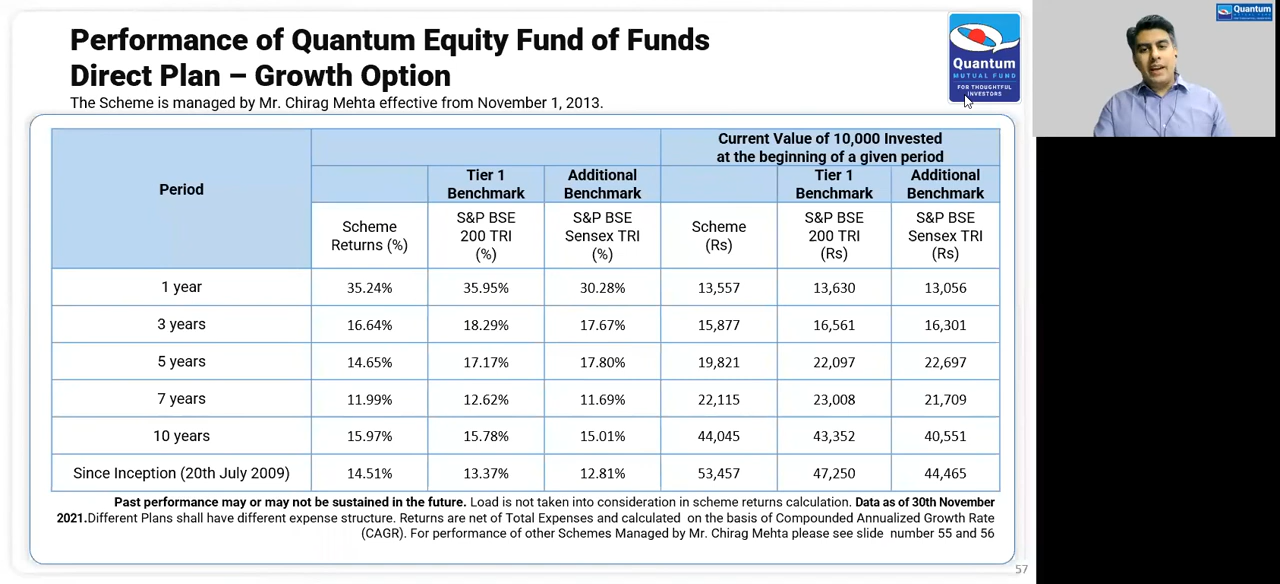 Performance of Quantum Equity Fund of Funds
Direct Plan – Growth Option
The Scheme is managed by Mr. Chirag Mehta effective from November 1, 2013.
Quantum
MUTUAL FUND
FOR THOUGHTFUL
INVESTORS
Quantum
Period
Current Value of 10,000 Invested
at the beginning of a given period
Tier 1
Benchmark
Additional
Benchmark
Tier 1
Benchmark
Additional
Benchmark
Scheme
Returns (%)
S&P BSE
200 TRI
(%)
S&P BSE
Sensex TRI
(%)
Scheme
(Rs)
S&P BSE
200 TRI
(Rs)
S&P BSE
Sensex TRI
(Rs)
1 year 35.24% 35.95% 30.28% 13,557 13,630 13,056
3 years 16.64% 18.29% 17.67% 15,877 16,561 16,301
5 years 14.65% 17.17% 17.80% 19,821 22,097 22,697
7 years 11.99% 12.62% 11.69% 22,115 23,008 21,709
10 years 15.97% 15.78% 15.01% 44,045 43,352 40,551
Since Inception (20th July 2009) 14.51% 13.37% 12.81% 53,457 47,250 44,465
Past performance may or may not be sustained in the future. Load is not taken into consideration in scheme returns calculation. Data as of 30th November
2021.Different Plans shall have different expense structure. Returns are net of Total Expenses and calculated on the basis of Compounded Annualized Growth Rate
(CAGR). For performance of other Schemes Managed by Mr. Chirag Mehta please see slide number 55 and 56
57